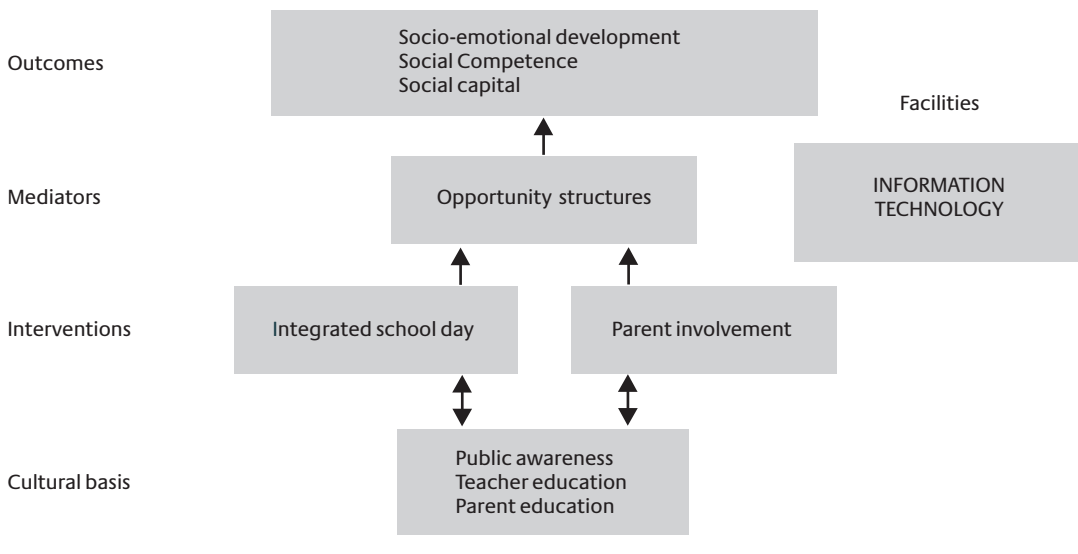 Outcomes
Socio-emotional development
Social Competence
Social capital
Facilities
Mediators
Opportunity structures
INFORMATION
TECHNOLOGY
Interventions
Integrated school day
Parent involvement
Cultural basis
Public awareness
Teacher education
Parent education